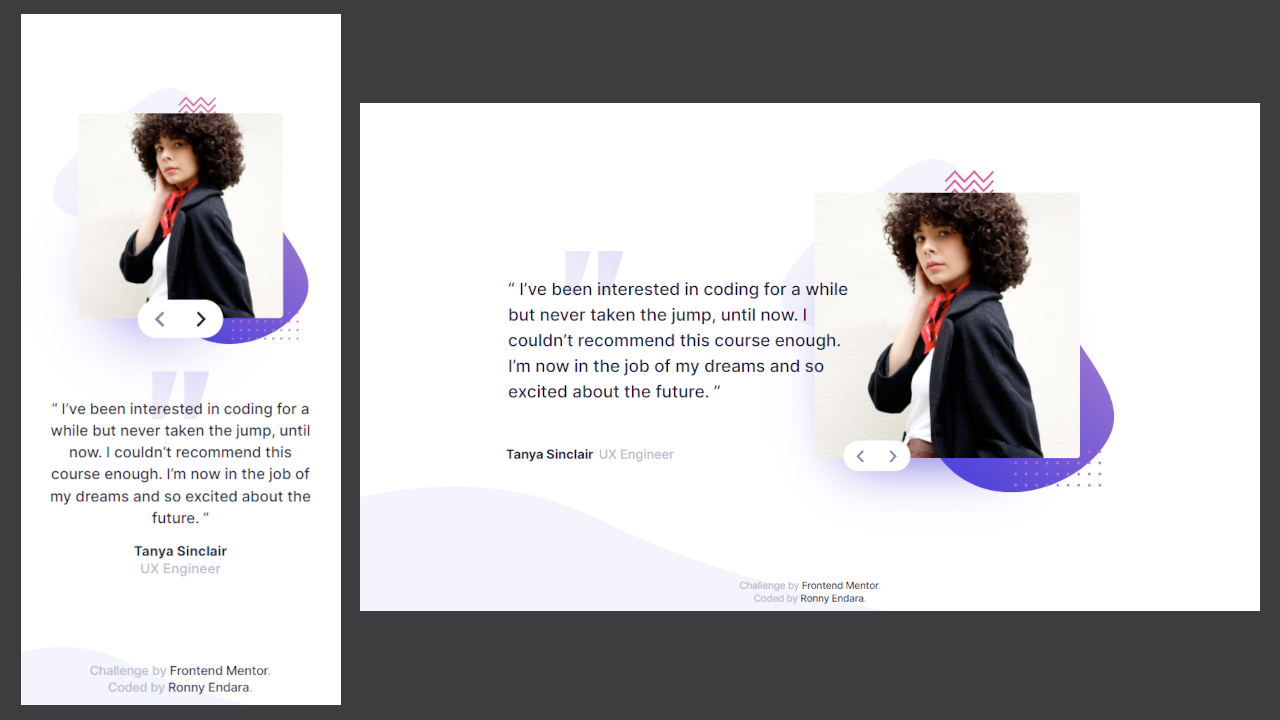 “ I’ve been interested in coding for a
while but never taken the jump, until
now. I couldn’t recommend this
course enough. I’m now in the job of
my dreams and so excited about the
future. ”
Tanya Sinclair
UX Engineer
Challenge by Frontend Mentor.
Coded by Ronny Endara.
“ I’ve been interested in coding for a while
but never taken the jump, until now. I
couldn’t recommend this course enough.
I’m now in the job of my dreams and so
excited about the future. ”
Tanya Sinclair UX Engineer
Challenge by Frontend Mentor.
Coded by Ronny Endara.